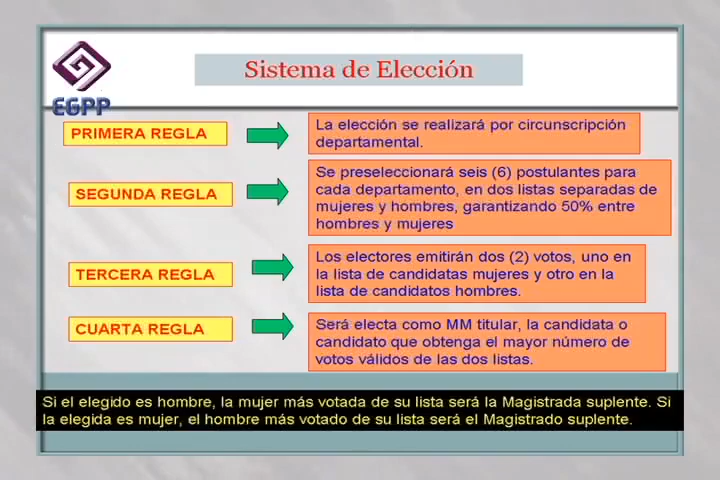 Sistema de Elección
EGPP
PRIMERA REGLA
La elección se realizará por circunscripción
departamental.
SEGUNDA REGLA
Se preseleccionará seis (6) postulantes para
cada departamento, en dos listas separadas de
mujeres y hombres, garantizando 50% entre
hombres y mujeres
TERCERA REGLA
Los electores emitirán dos (2) votos, uno en
la lista de candidatas mujeres y otro en la
lista de candidatos hombres.
CUARTA REGLA
Será electa como MM titular, la candidata o
candidato que obtenga el mayor número de
votos válidos de las dos listas.
Si el elegido es hombre, la mujer más votada de su lista será la Magistrada suplente. Si
la elegida es mujer, el hombre más votado de su lista será el Magistrado suplente.